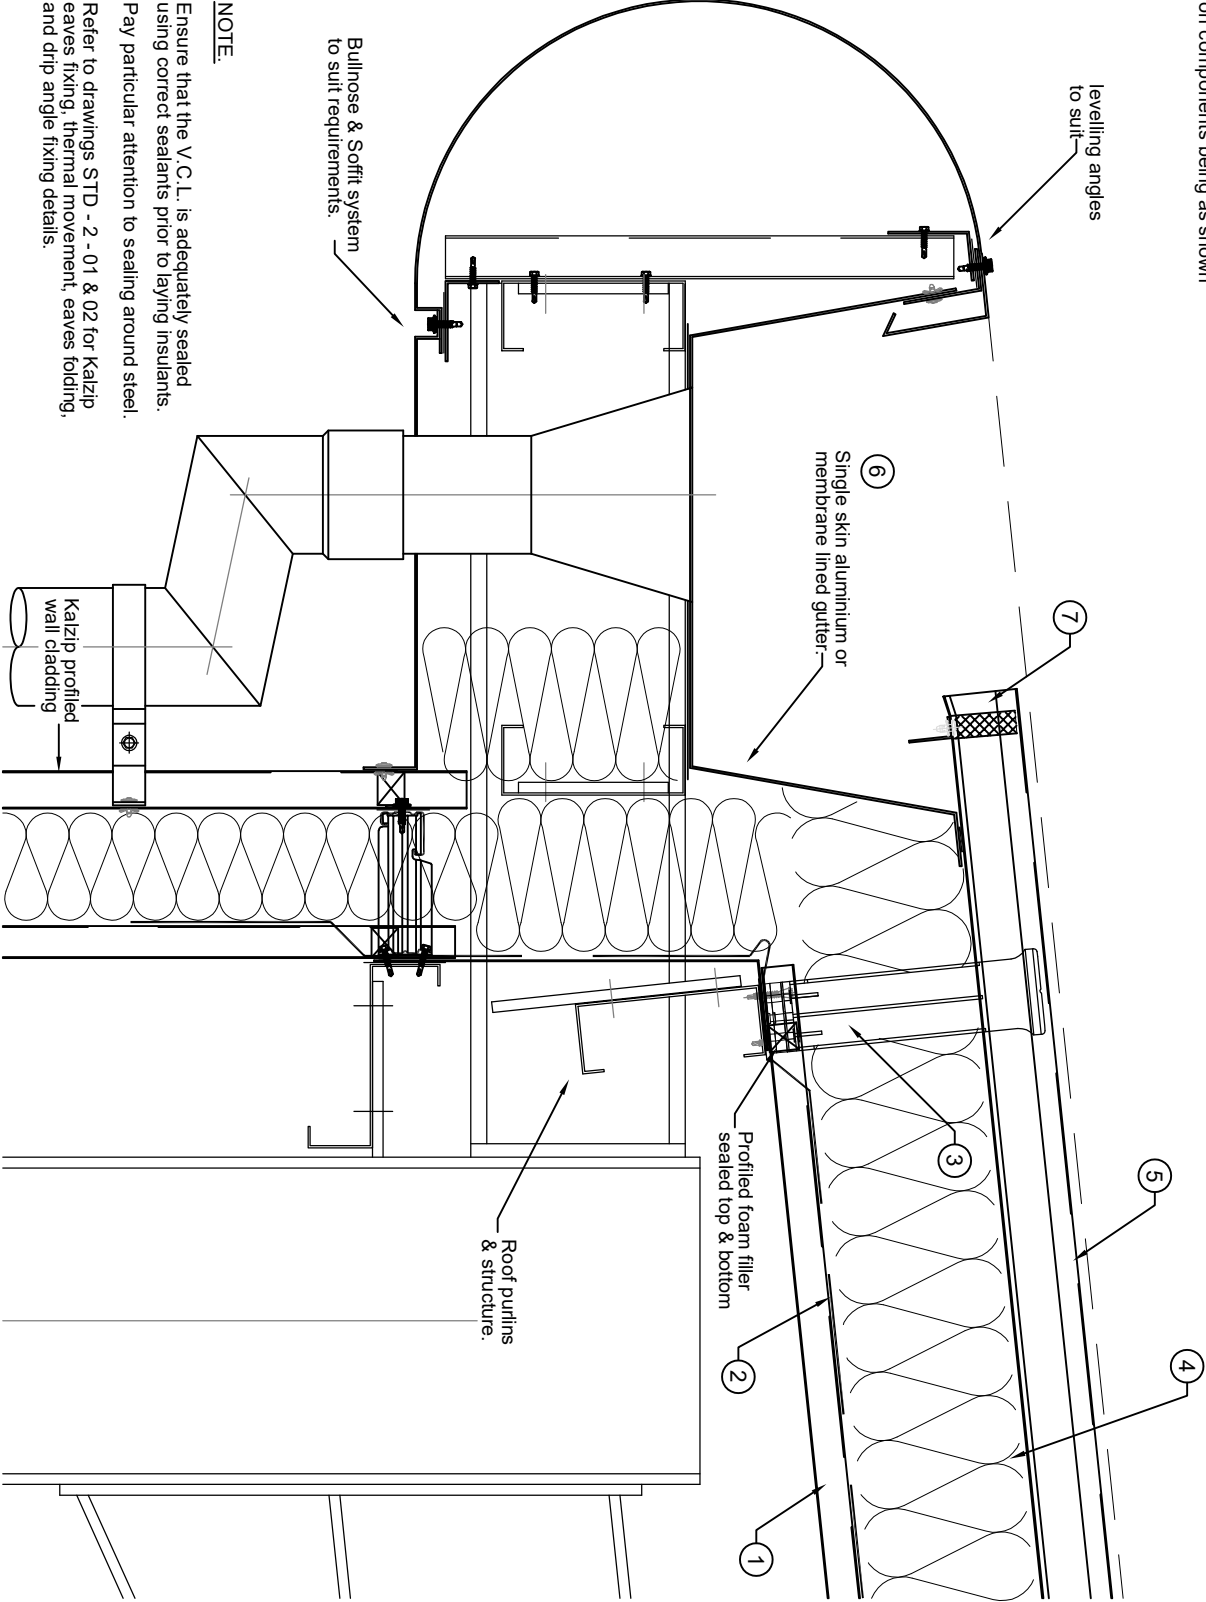 on components being as shown
levelling angles
to suit
7
5
4
6
Single skin aluminium or
membrane lined gutter.
3
Profiled foam filler
sealed top & bottom
2
1
Bullnose & Soffit system
to suit requirements.
Roof purlins
& structure.
NOTE.
Ensure that the V.C.L. is adequately sealed
using correct sealants prior to laying insulants.
Pay particular attention to sealing around steel.
Refer to drawings STD - 2 - 01 & 02 for Kalzip
eaves fixing, thermal movement, eaves folding,
and drip angle fixing details.
Kalzip profiled
wall cladding